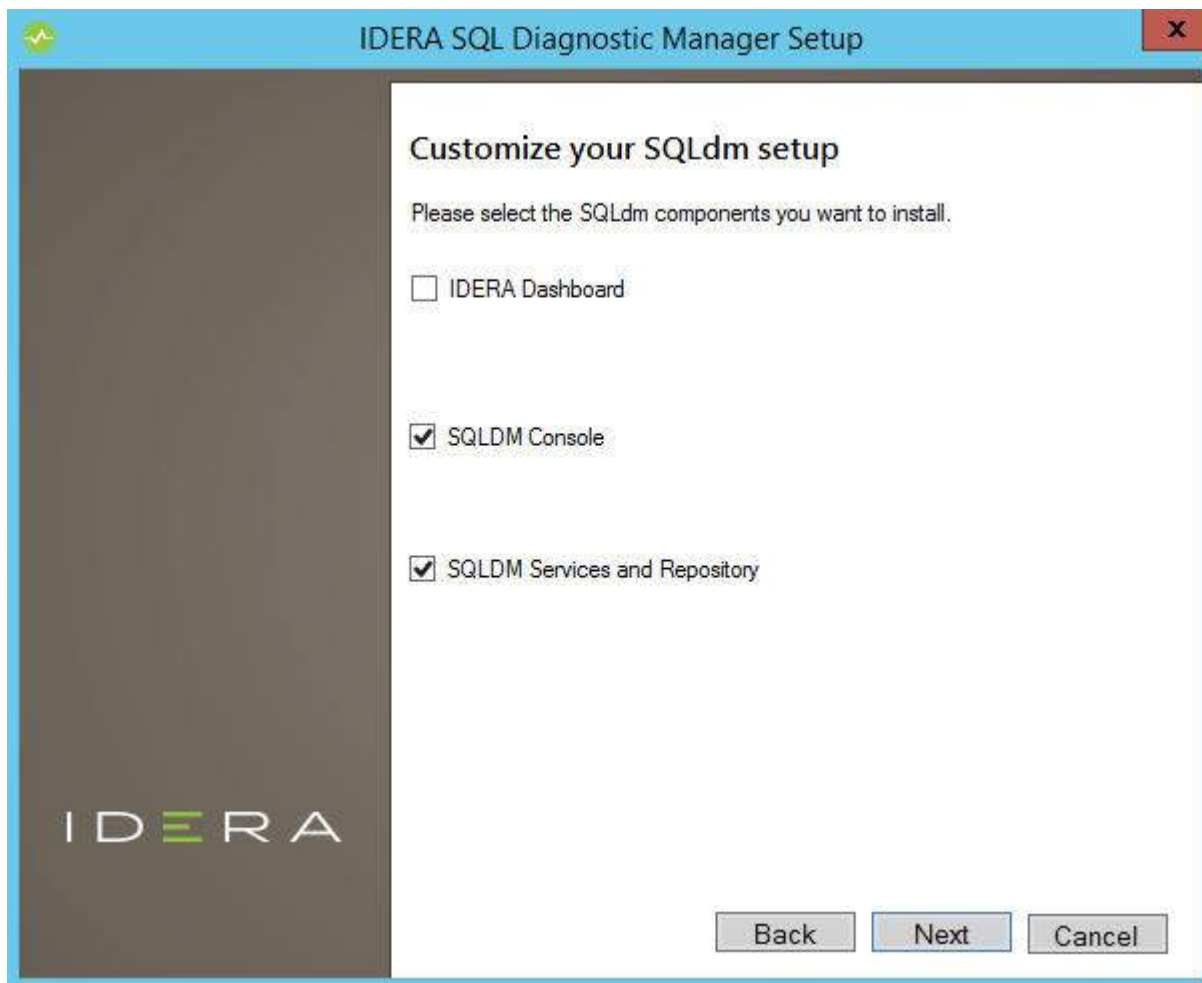 IDERA SQL Diagnostic Manager Setup
x
Customize your SQLdm setup
Please select the SQLdm components you want to install.
IDERA Dashboard
SQLDM Console
SQLDM Services and Repository
IDERA
Back Next Cancel